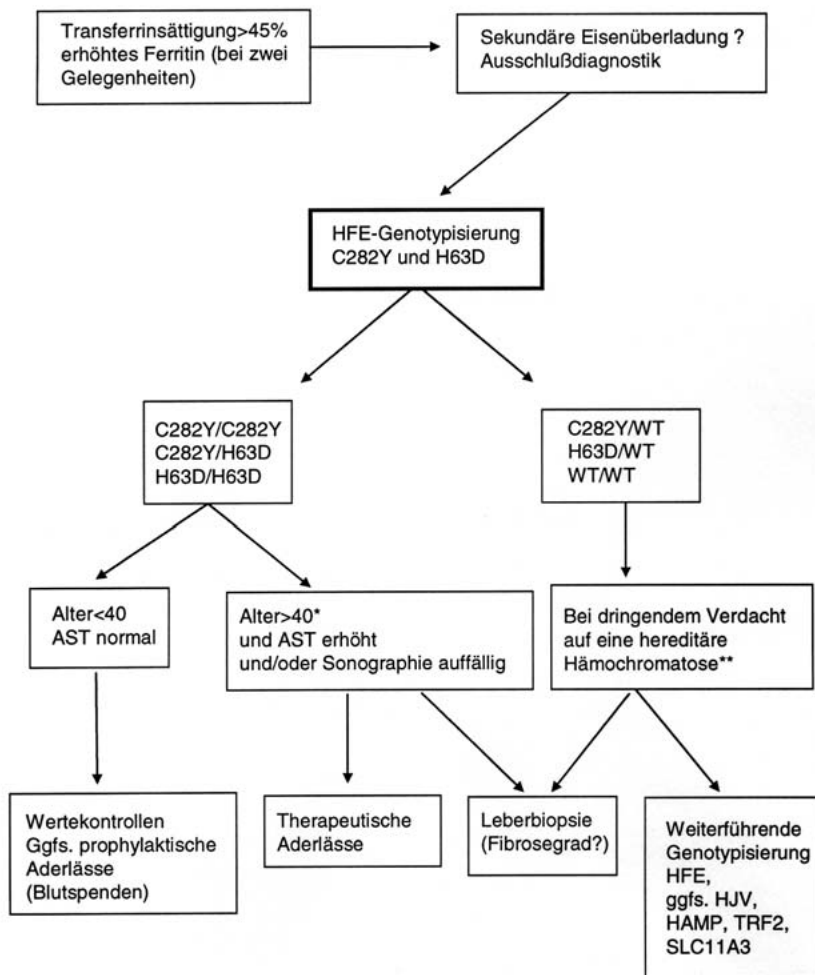 Transferrinsättigung>45%
erhöhtes Ferritin (bei zwei
Gelegenheiten)
Sekundäre Eisenüberladung ?
Ausschlußdiagnostik
HFE-Genotypisierung
C282Y und H63D
C282Y/C282Y
C282Y/H63D
H63D/H63D
C282Y/WT
H63D/WT
WT/WT
Alter<40
AST normal
Alter>40*
und AST erhöht
und/oder Sonographie auffällig
Bei dringendem Verdacht
auf eine hereditäre
Hämochromatose**
Wertekontrollen
Ggfs. prophylaktische
Aderlässe
(Blutspenden)
Therapeutische
Aderlässe
Leberbiopsie
(Fibrosegrad?)
Weiterführende
Genotypisierung
HFE,
ggfs. HJV,
HAMP, TRF2,
SLC11A3